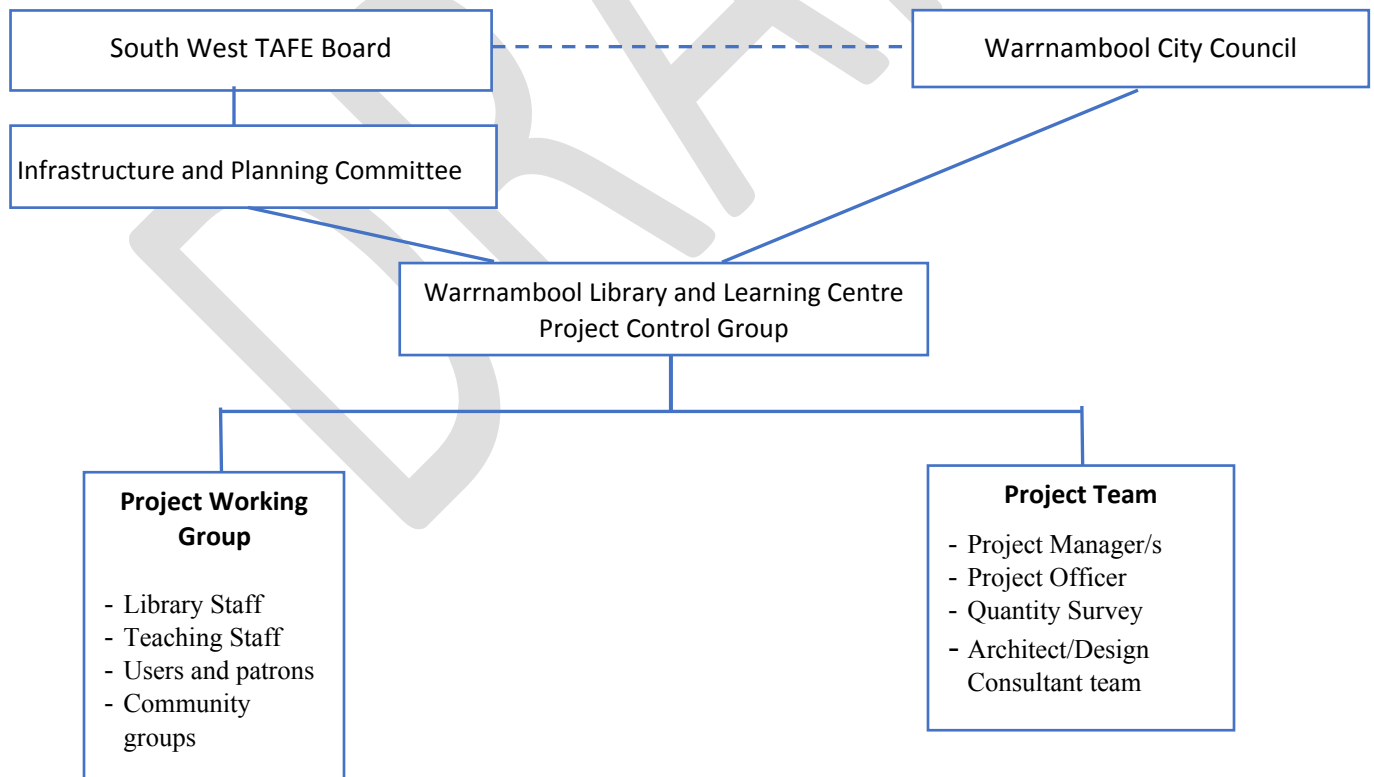 South West TAFE Board
Warrnambool City Council
Infrastructure and Planning Committee
Warrnambool Library and Learning Centre
Project Control Group
Project Working
Group
- Library Staff
- Teaching Staff
- Users and patrons
- Community
groups
Project Team
- Project Manager/s
- Project Officer
- Quantity Survey
- Architect/Design
Consultant team